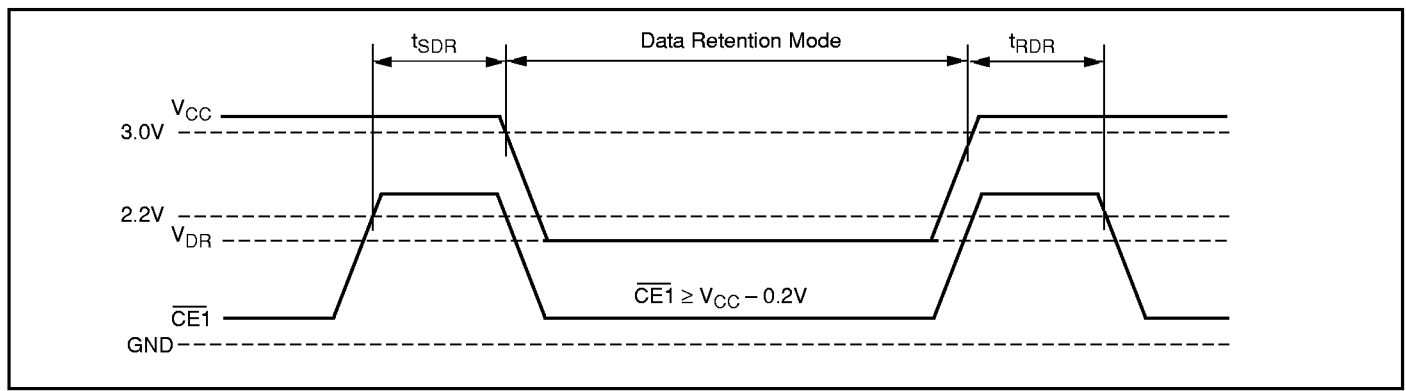 tSDR
Data Retention Mode
tRDR
VCC
3.0V
2.2V
VDR
CE1 ≥ VCC – 0.2V
CE1
GND